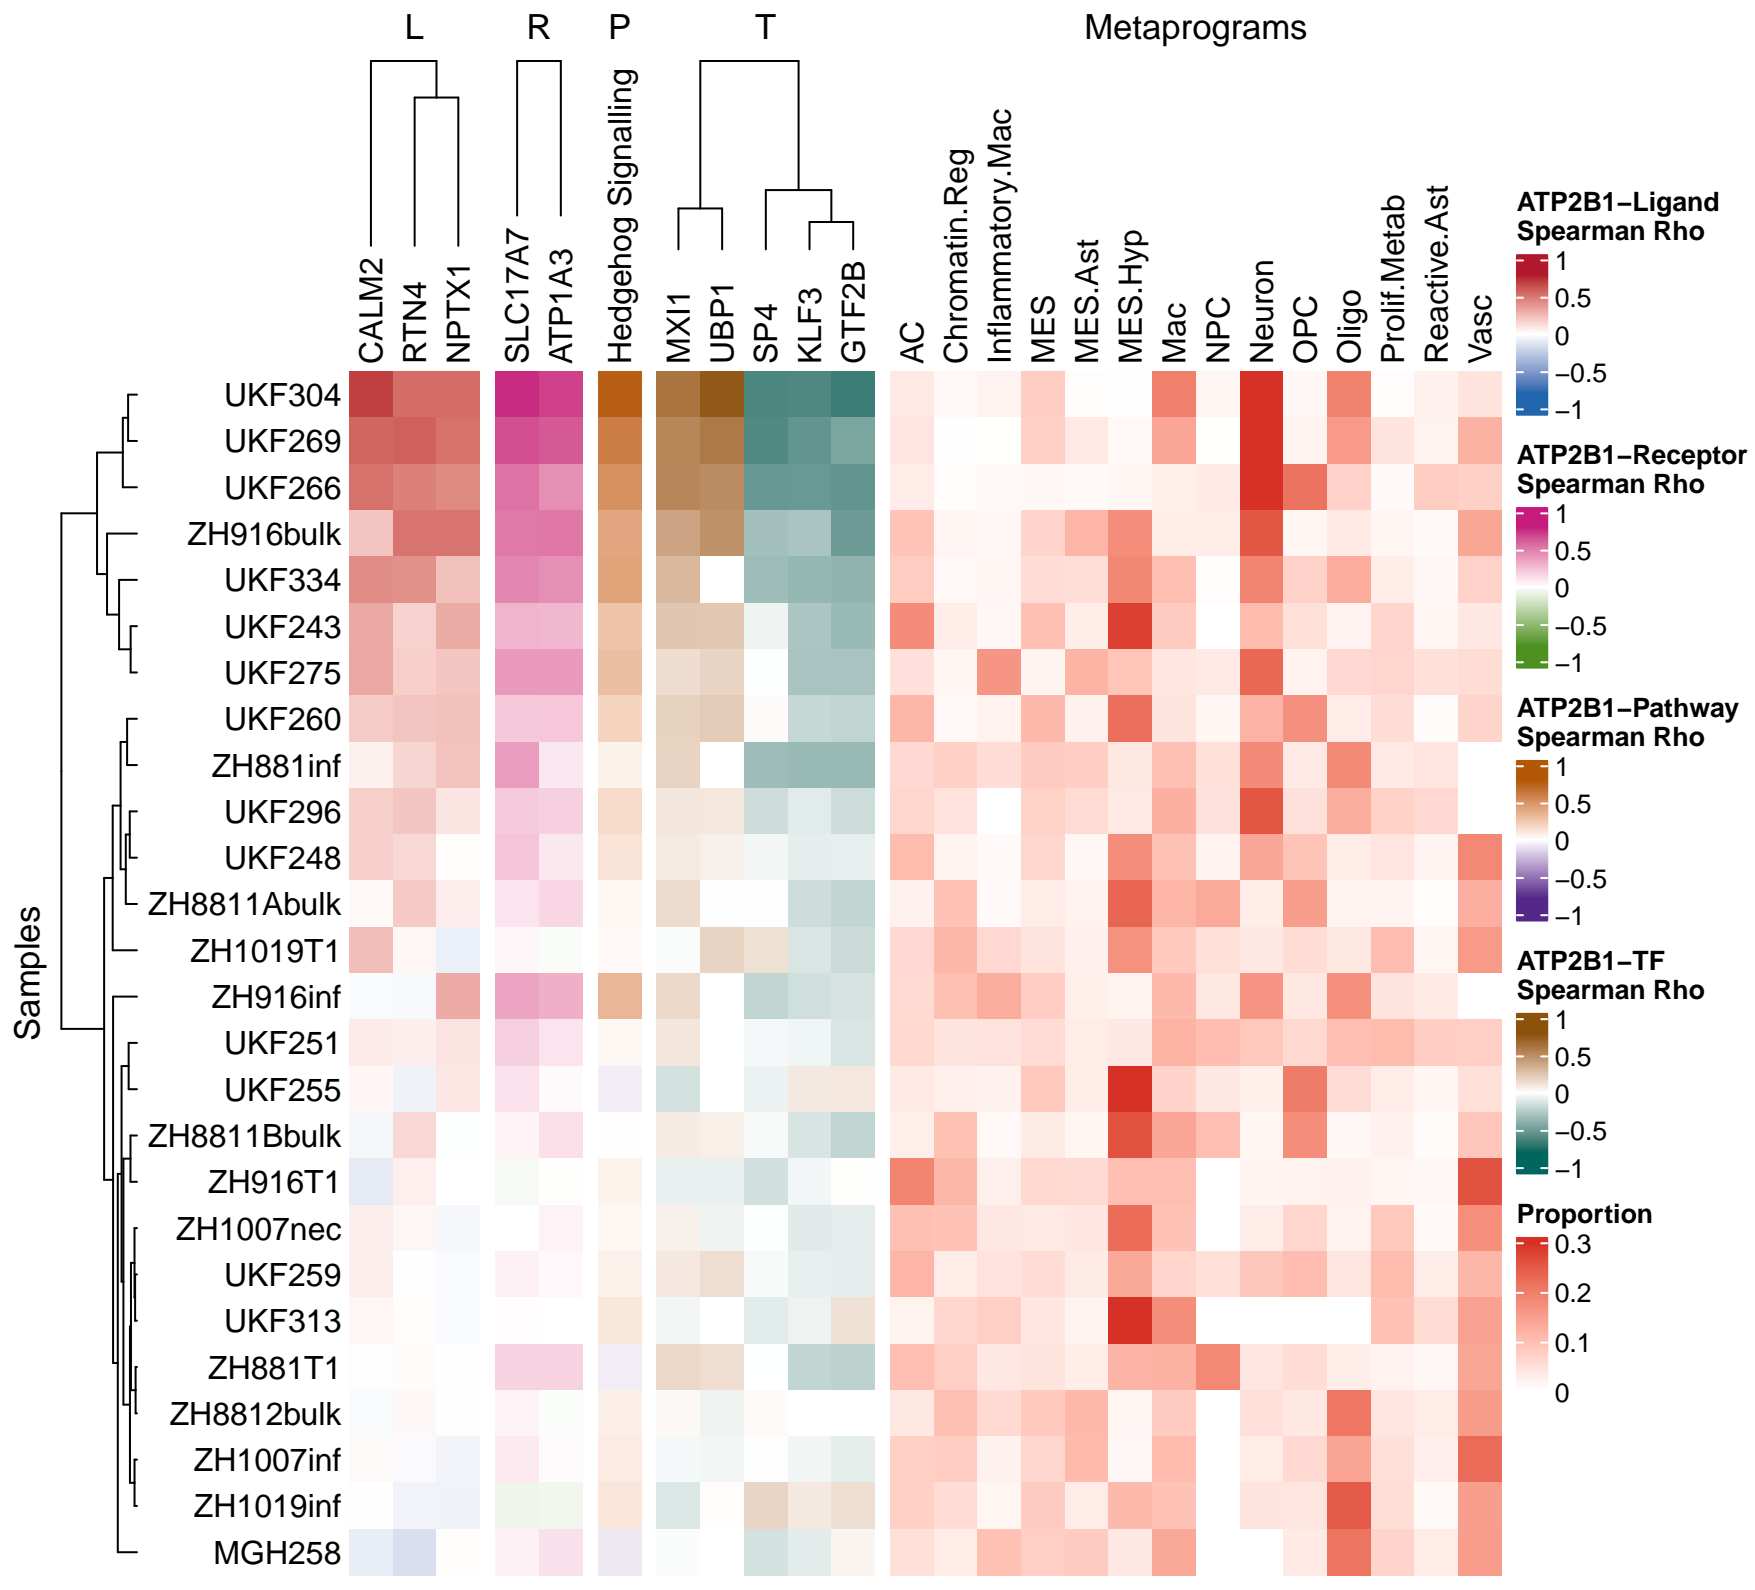 L R P T Metaprograms
CALM2
RTN4
NPTX1
SLC17A7
ATP1A3
Hedgehog Signalling
MXI1
UBP1
SP4
KLF3
GTF2B
AC
Chromatin.Reg
Inflammatory.Mac
MES
MES.Ast
MES.Hyp
Mac
NPC
Neuron
OPC
Oligo
Prolif.Metab
Reactive.Ast
Vasc
Samples
UKF304
UKF269
UKF266
ZH916bulk
UKF334
UKF243
UKF275
UKF260
ZH881inf
UKF296
UKF248
ZH8811Abulk
ZH1019T1
ZH916inf
UKF251
UKF255
ZH8811Bbulk
ZH916T1
ZH1007nec
UKF259
UKF313
ZH881T1
ZH8812bulk
ZH1007inf
ZH1019inf
MGH258
ATP2B1−Ligand
Spearman Rho
1
0.5
0
−0.5
−1
ATP2B1−Receptor
Spearman Rho
1
0.5
0
−0.5
−1
ATP2B1−Pathway
Spearman Rho
1
0.5
0
−0.5
−1
ATP2B1−TF
Spearman Rho
1
0.5
0
−0.5
−1
Proportion
0.3
0.2
0.1
0